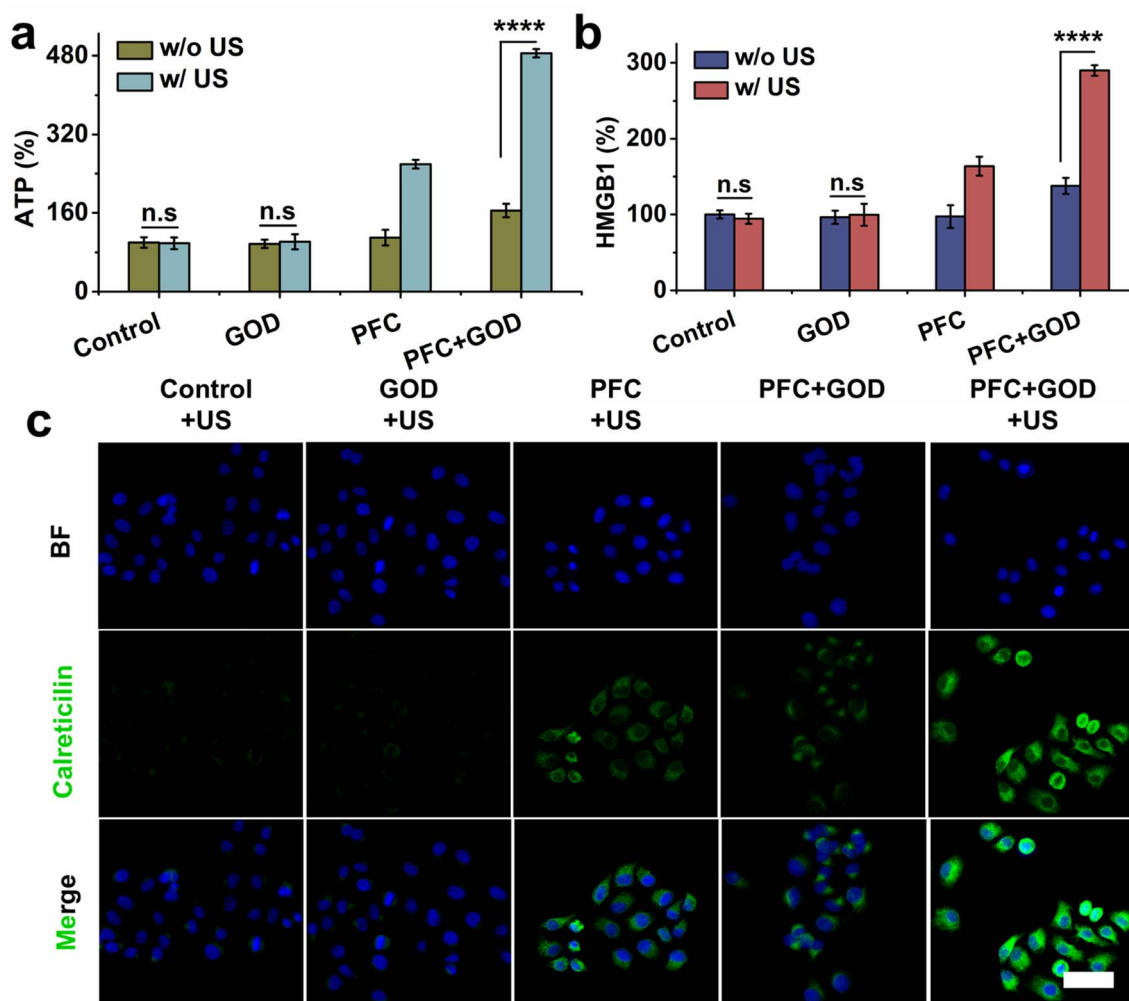 a
****
480
w/o US
w/ US
320
ATP (%)
160
n.s
n.s
0
Control
GOD
PFC
PFC+GOD
b
****
300
w/o US
w/ US
200
HMGB1 (%)
n.s
n.s
100
0
Control
GOD
PFC
PFC+GOD
c
Control
+US
GOD
+US
PFC
+US
PFC+GOD
PFC+GOD
+US
BF
Calreticilin
Merge